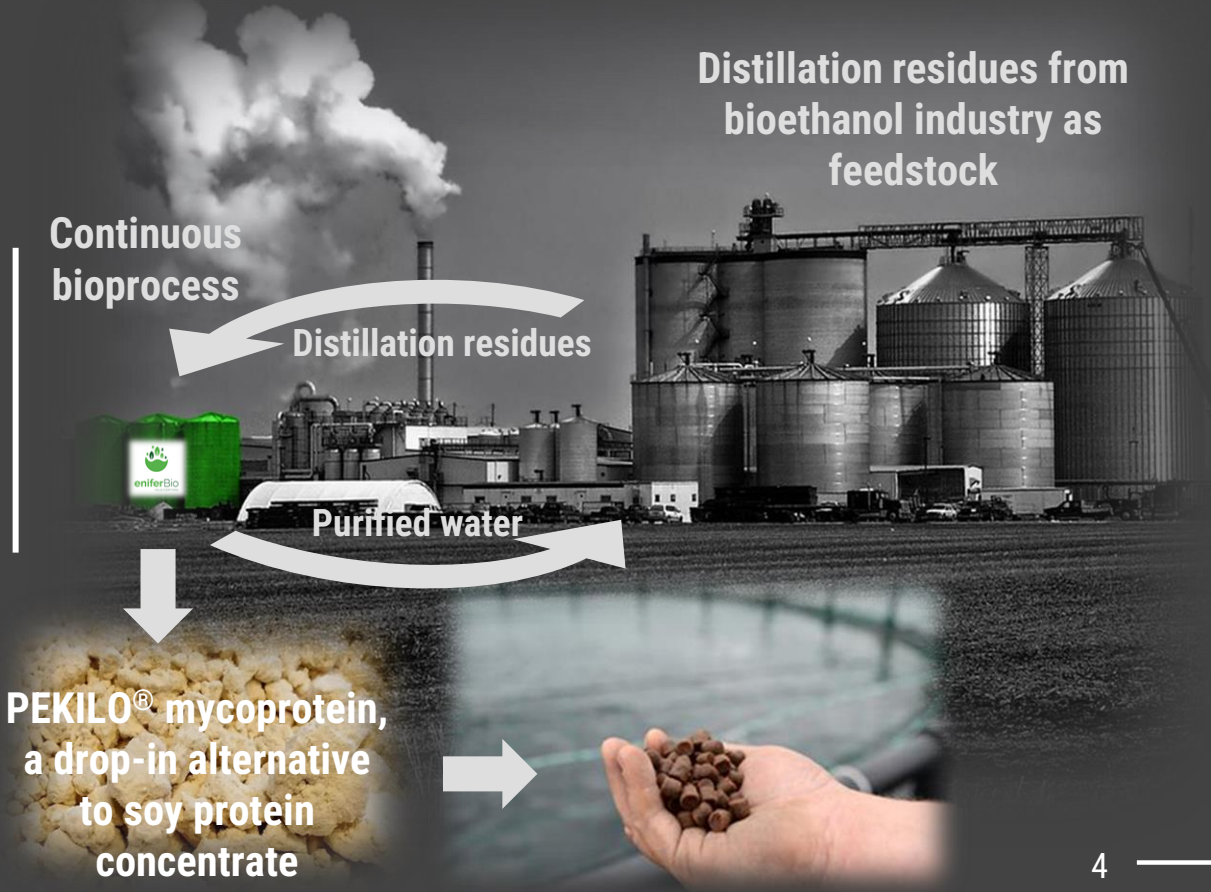 Distillation residues from
bioethanol industry as
feedstock
Continuous
bioprocess
Distillation residues
eniferBio
Purified water
PEKILO® mycoprotein,
a drop-in alternative
to soy protein
concentrate
4